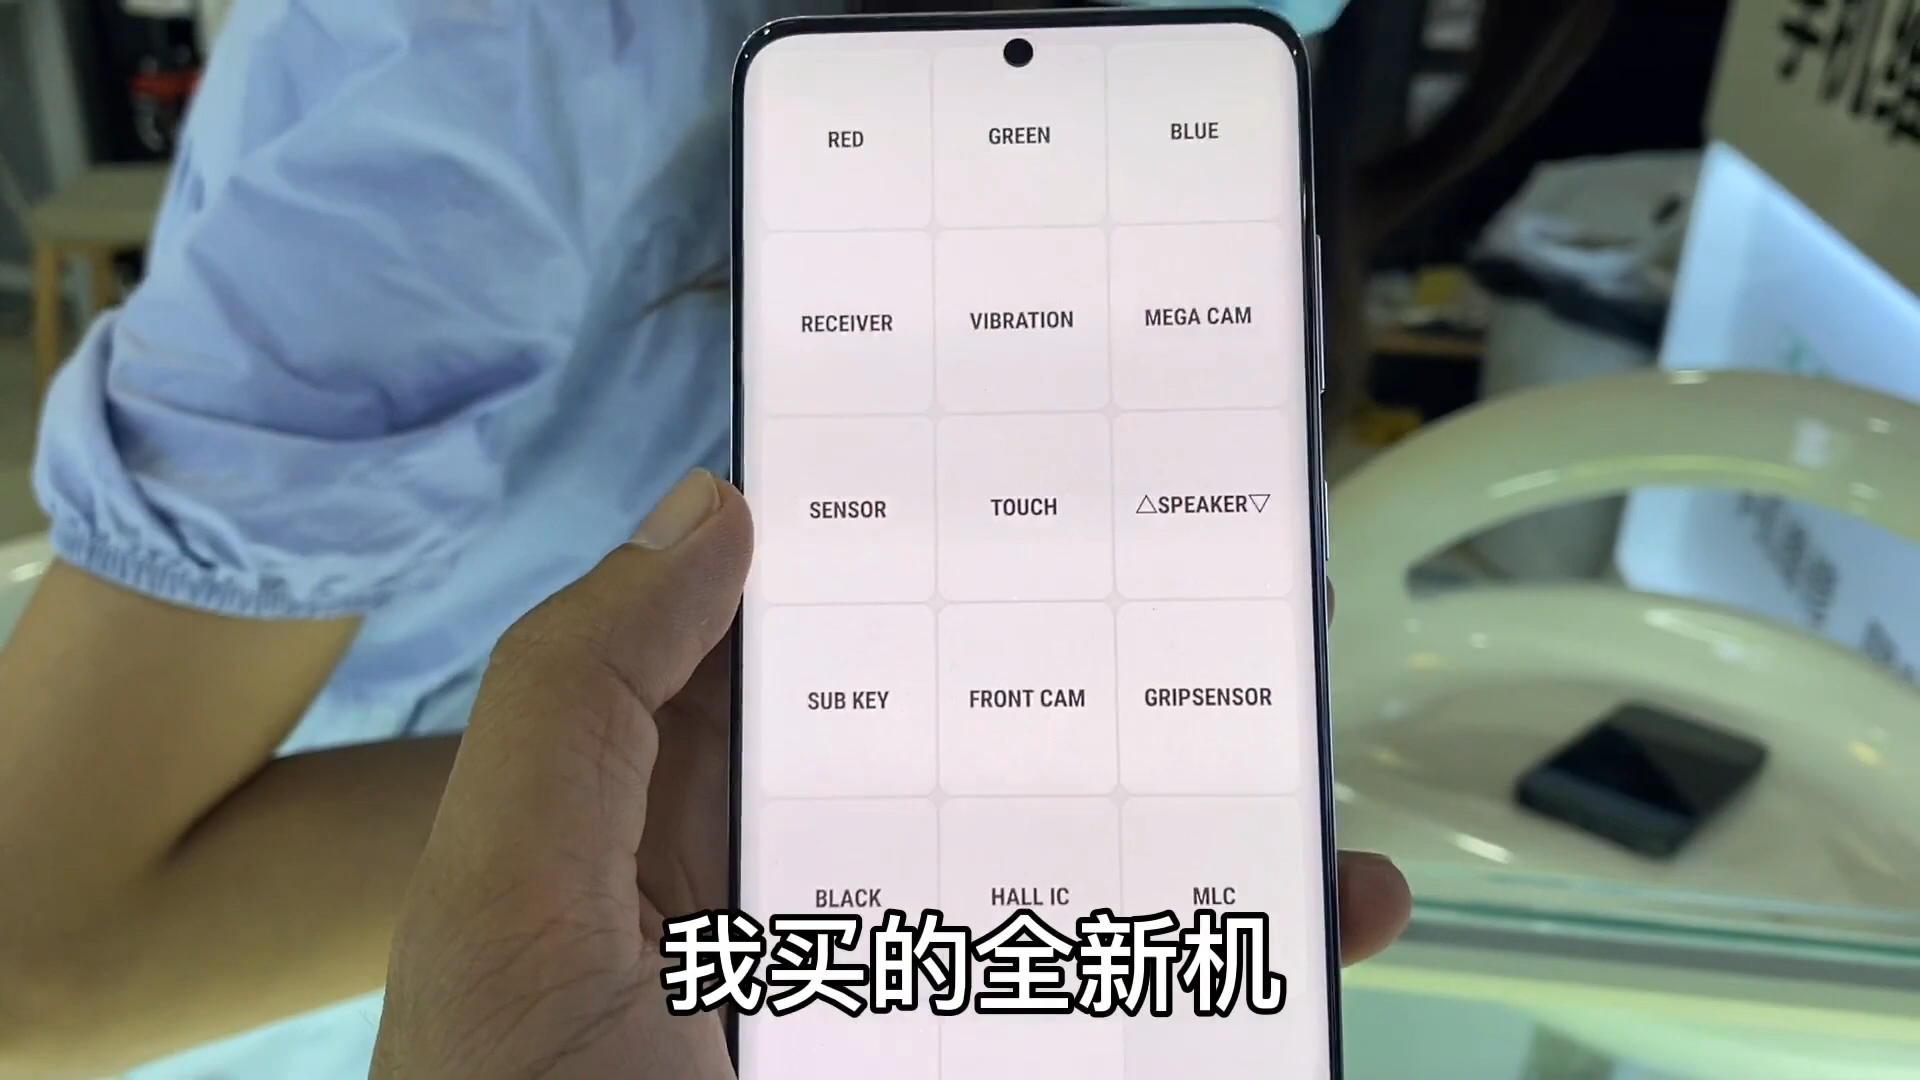 RED
GREEN
BLUE
RECEIVER
VIBRATION
MEGA CAM
SENSOR
TOUCH
△SPEAKER▽
SUB KEY
FRONT CAM
GRIPSENSOR
BLACK
HALL IC
MLC
我买的全新机